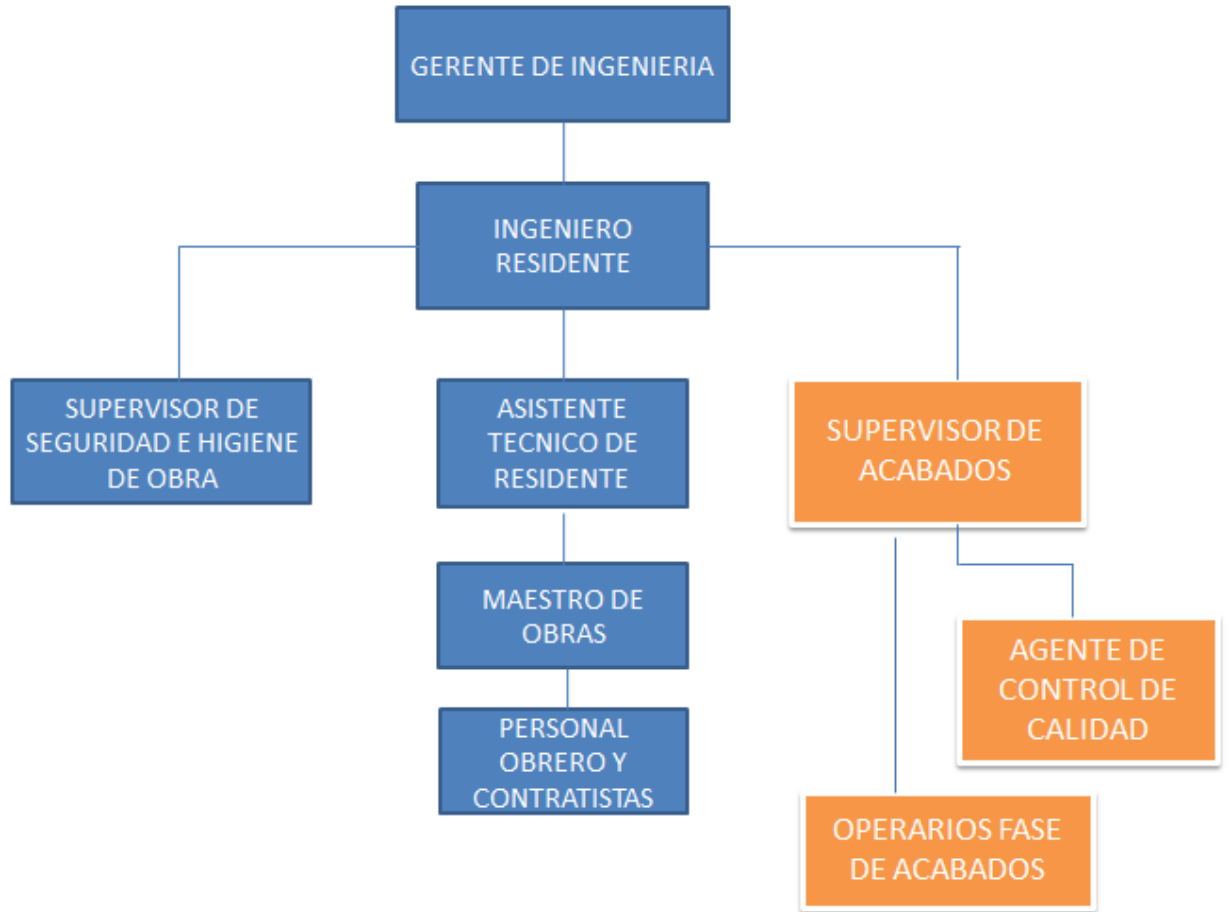 GERENTE DE INGENIERIA
INGENIERO
RESIDENTE
SUPERVISOR DE
SEGURIDAD E HIGIENE
DE OBRA
ASISTENTE
TECNICO DE
RESIDENTE
SUPERVISOR DE
ACABADOS
MAESTRO DE
OBRAS
AGENTE DE
CONTROL DE
CALIDAD
PERSONAL
OBRERO Y
CONTRATISTAS
OPERARIOS FASE
DE ACABADOS